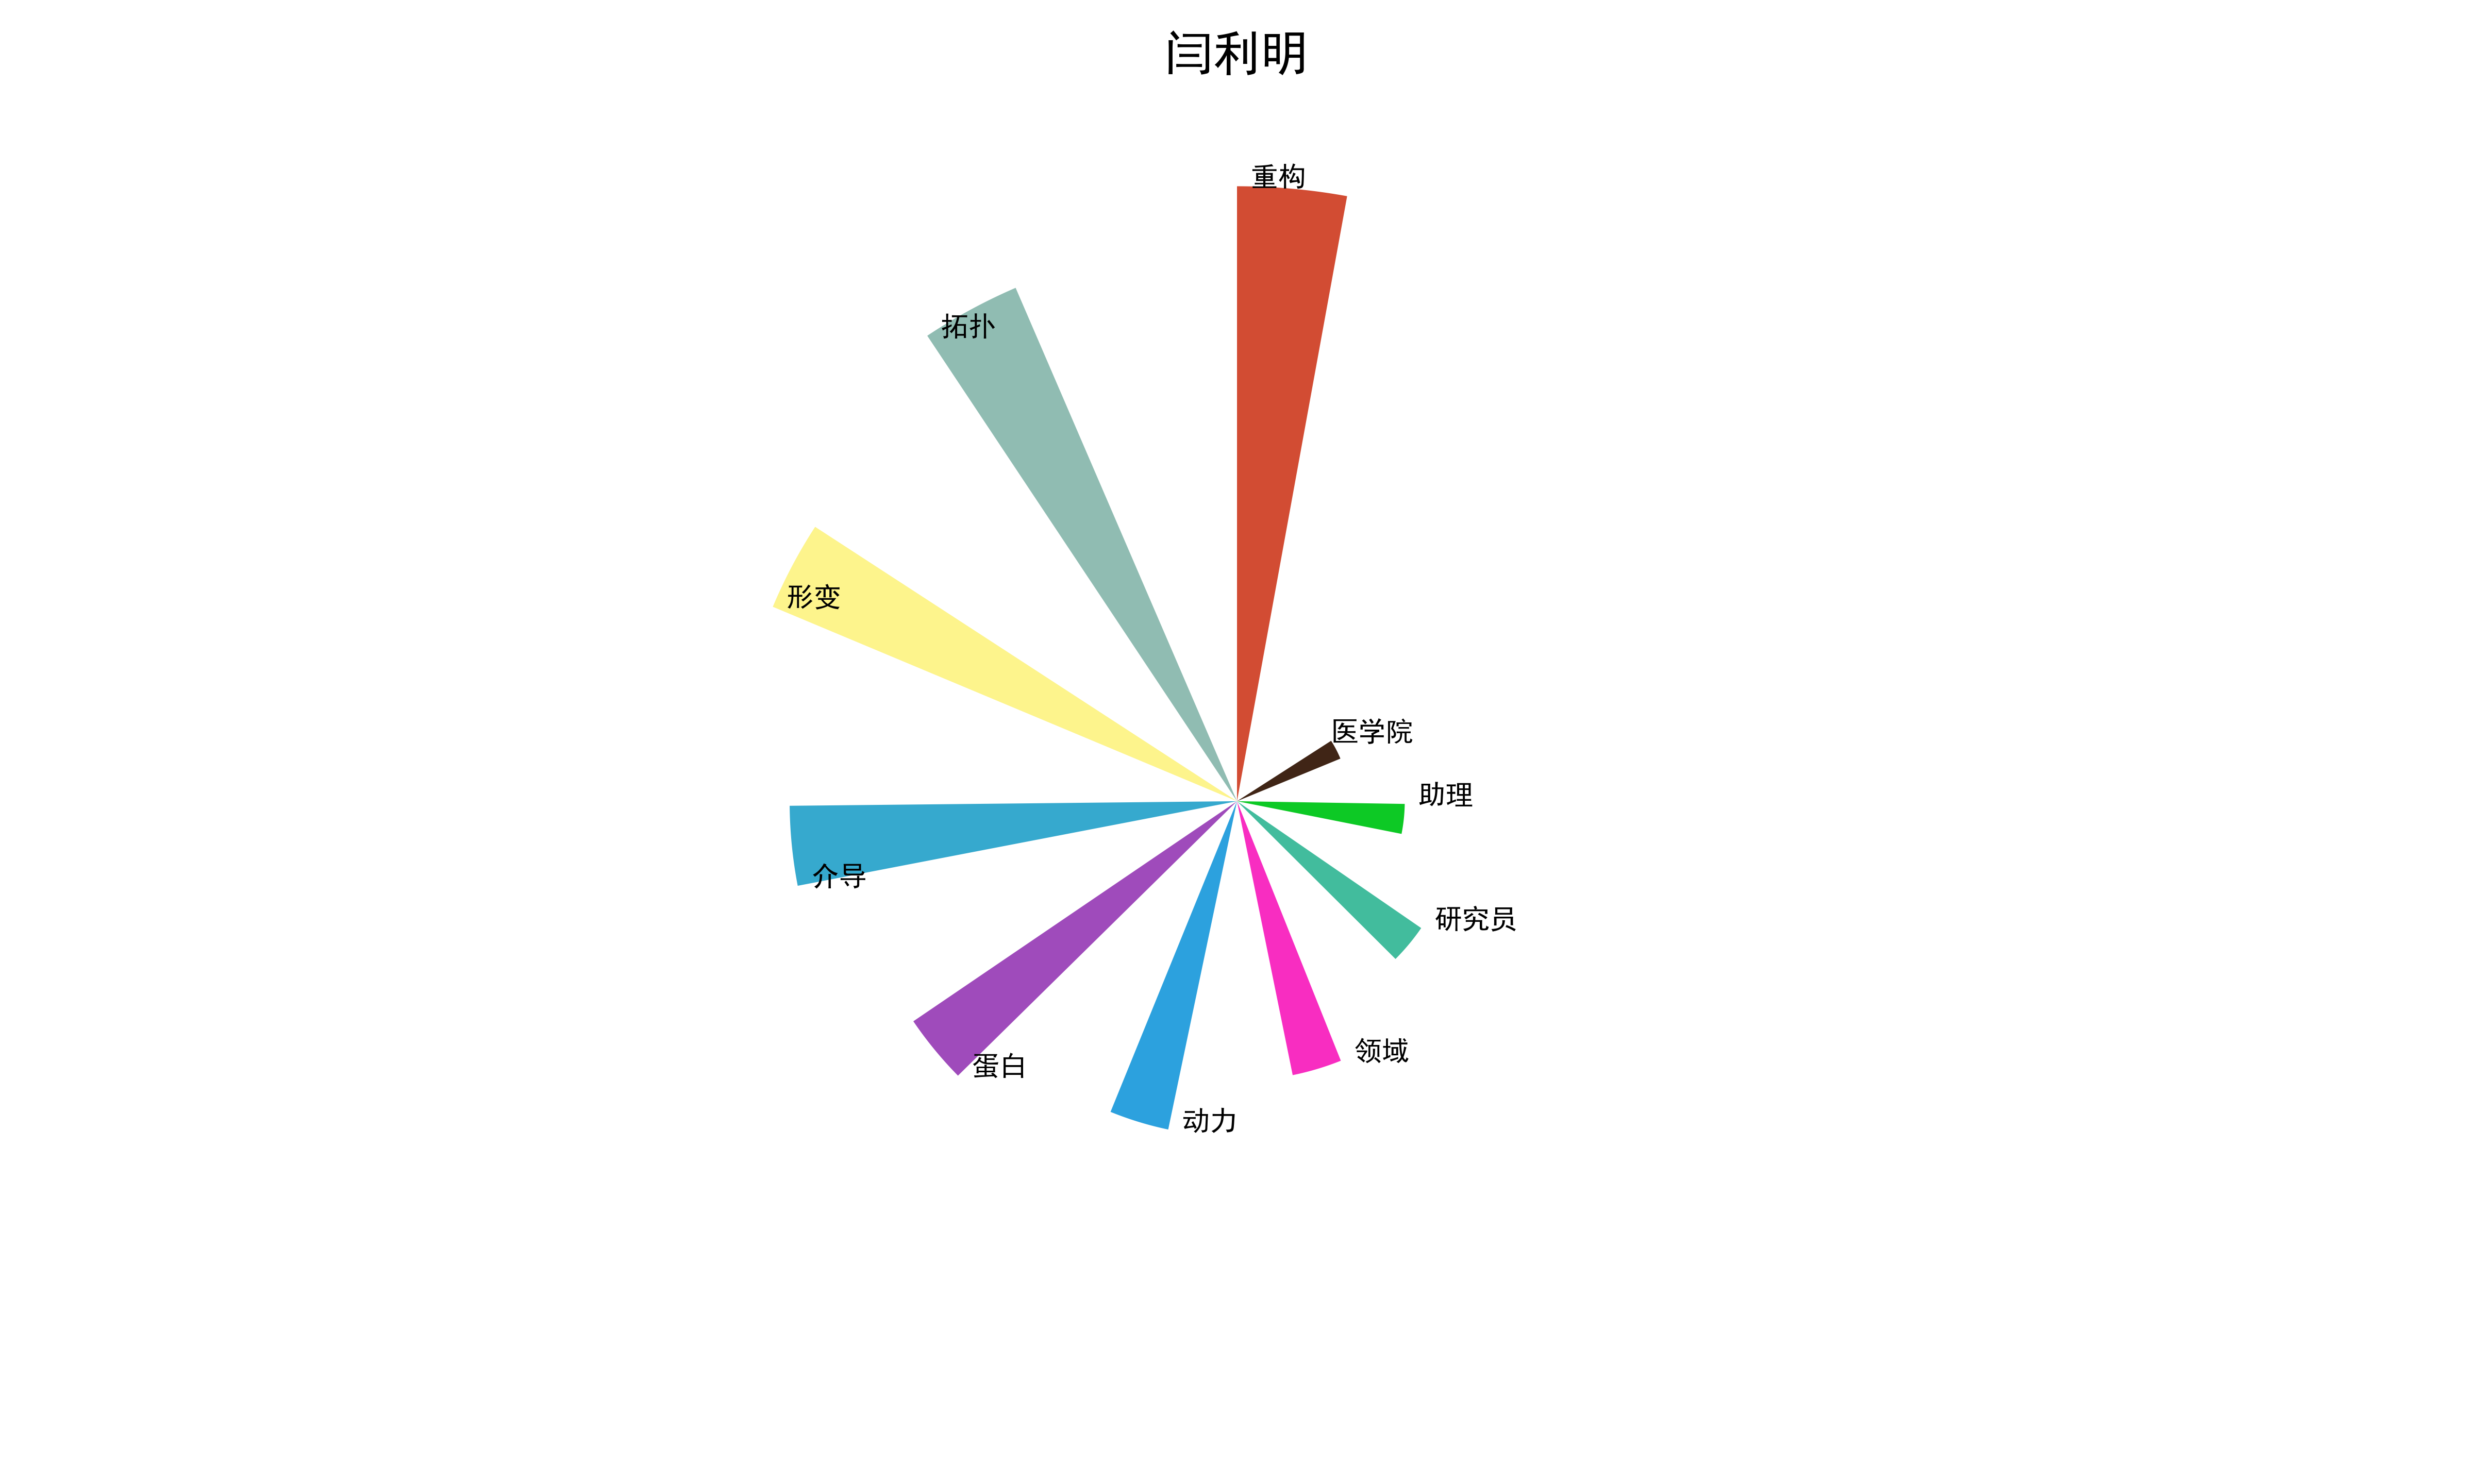 闫利明
重构
拓扑
形变
医学院
助理
介导
研究员
领域
蛋白
动力